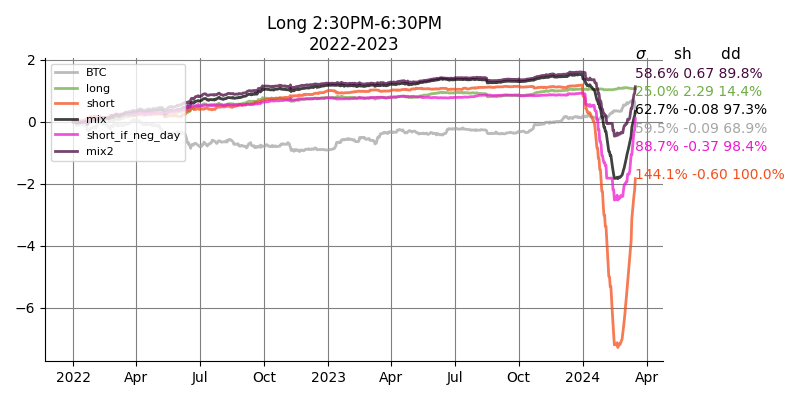 Long 2:30PM-6:30PM
2022-2023
σ sh dd
58.6% 0.67 89.8%
25.0% 2.29 14.4%
62.7% -0.08 97.3%
59.5% -0.09 68.9%
88.7% -0.37 98.4%
144.1% -0.60 100.0%
BTC
long
short
mix
short_if_neg_day
mix2
2
0
−2
−4
−6
2022 Apr Jul Oct 2023 Apr Jul Oct 2024 Apr